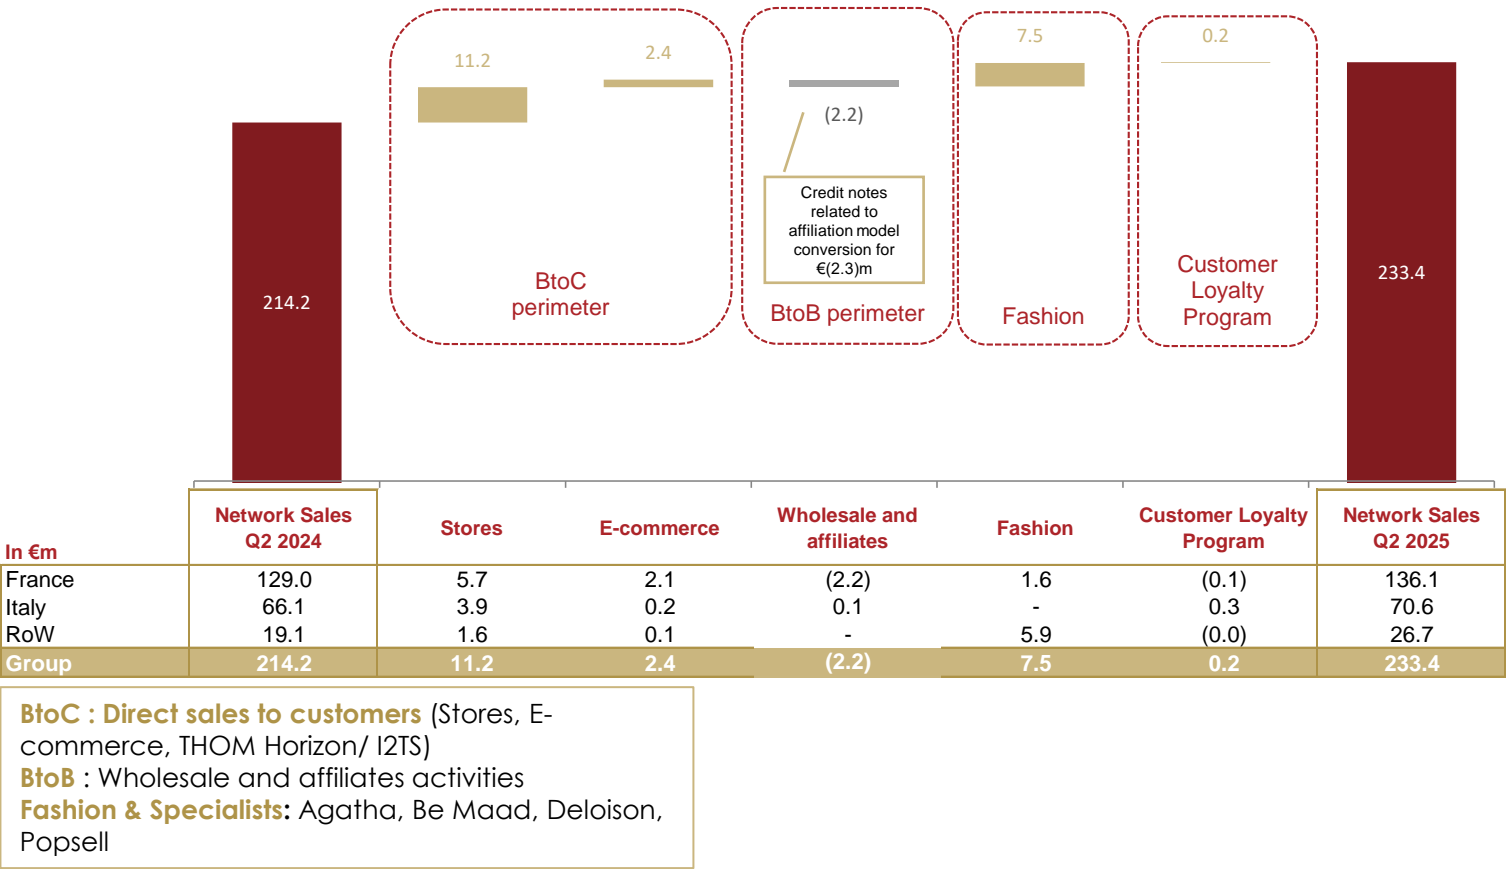 11.2
2.4
(2.2)
7.5
0.2
214.2
233.4
Credit notes
related to
affiliation model
conversion for
€(2.3)m
BtoC
perimeter
BtoB perimeter
Fashion
Customer
Loyalty
Program
In €m
Network Sales
Q2 2024
Stores
E-commerce
Wholesale and
affiliates
Fashion
Customer Loyalty
Program
Network Sales
Q2 2025
France 129.0 5.7 2.1 (2.2) 1.6 (0.1) 136.1
Italy 66.1 3.9 0.2 0.1 - 0.3 70.6
RoW 19.1 1.6 0.1 - 5.9 (0.0) 26.7
Group 214.2 11.2 2.4 (2.2) 7.5 0.2 233.4
BtoC : Direct sales to customers (Stores, E-
commerce, THOM Horizon/ I2TS)
BtoB : Wholesale and affiliates activities
Fashion & Specialists: Agatha, Be Maad, Deloison,
Popsell